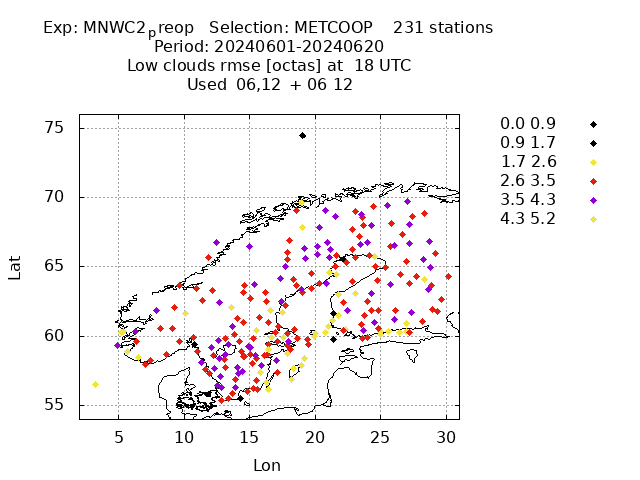 Exp: MNWC2preop Selection: METCOOP 231 stations
Period: 20240601-20240620
Low clouds rmse [octas] at 18 UTC
Used 06,12 + 06 12
0.0 0.9
0.9 1.7
1.7 2.6
2.6 3.5
3.5 4.3
4.3 5.2
75
70
65
60
55
Lat
5 10 15 20 25 30
Lon